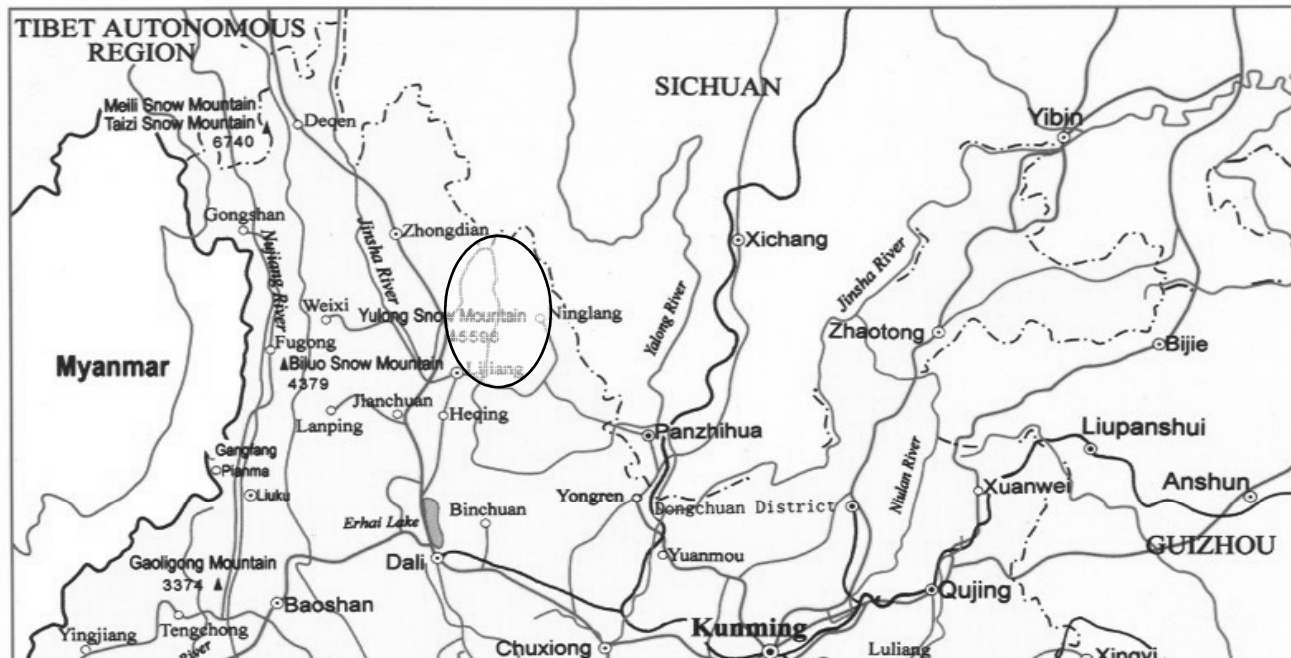 TIBET AUTONOMOUS
REGION
SICHUAN
Meili Snow Mountain
Taizi Snow Mountain
6740
Deqen
Yibin
Gongshan
Zhongdian
Jinsha River
Nujiang River
Xichang
Jinsha River
Yalong River
Weixi
Yulong Snow Mountain
Ninglang
Zhaotong
Bijie
Fugong
Myanmar
Biluo Snow Mountain
4379
Lijiang
Jianchuan
Lanping
Heqing
Panzhihua
Liupanshui
Gangfang
Pianma
Liuku
Niulan River
Xuanwei
Anshun
Yongren
Dongchuan District
Erhai Lake
Binchuan
GUIZHOU
Dali
Yuanmou
Gaoligong Mountain
3374
Baoshan
Qujing
Tengchong
Yingjiang
River
Kunming
Chuxiong
Luliang
Xingyi